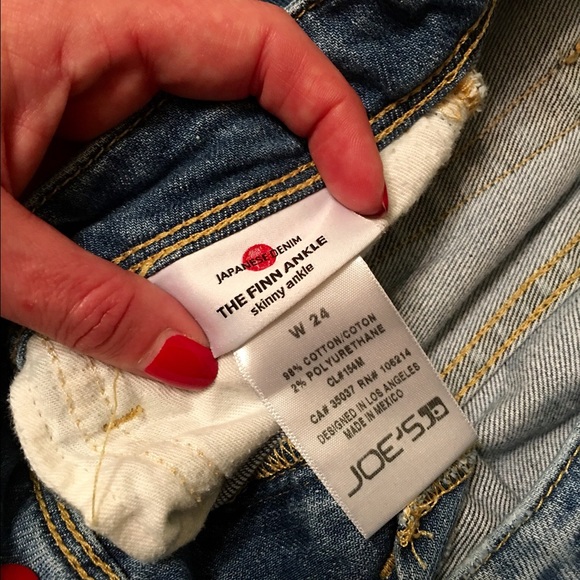 JAPANESE DENIM
THE FINN ANKLE
skinny ankle
W 24
98% COTTON/COTON
2% POLYURETHANE
CL#154M
CA# 35037 RN# 106214
DESIGNED IN LOS ANGELES
MADE IN MEXICO
JOE'S